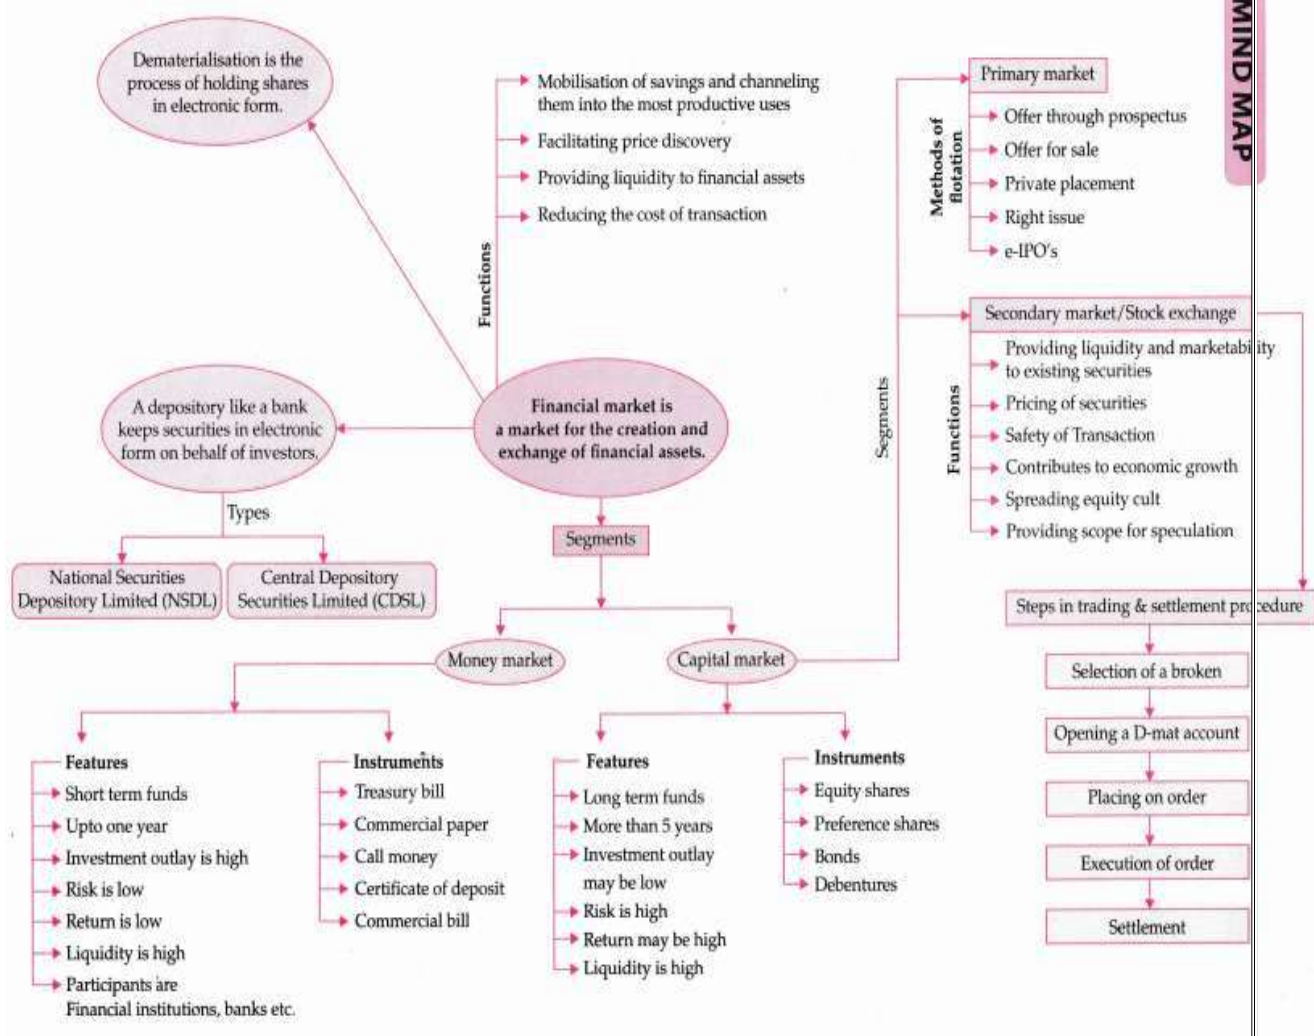 MIND MAP
Dematerialisation is the
process of holding shares
in electronic form.
Functions
Mobilisation of savings and channeling
them into the most productive uses
Facilitating price discovery
Providing liquidity to financial assets
Reducing the cost of transaction
Primary market
Methods of
flotation
Offer through prospectus
Offer for sale
Private placement
Right issue
e-IPO's
Secondary market/Stock exchange
Functions
Providing liquidity and marketability
to existing securities
Pricing of securities
Safety of Transaction
Contributes to economic growth
Spreading equity cult
Providing scope for speculation
Segments
A depository like a bank
keeps securities in electronic
form on behalf of investors.
Types
National Securities
Depository Limited (NSDL)
Central Depository
Securities Limited (CDSL)
Financial market is
a market for the creation and
exchange of financial assets.
Segments
Money market
Capital market
Features
Short term funds
Upto one year
Investment outlay is high
Risk is low
Return is low
Liquidity is high
Participants are
Financial institutions, banks etc.
Instruments
Treasury bill
Commercial paper
Call money
Certificate of deposit
Commercial bill
Features
Long term funds
More than 5 years
Investment outlay
may be low
Risk is high
Return may be high
Liquidity is high
Instruments
Equity shares
Preference shares
Bonds
Debentures
Steps in trading & settlement procedure
Selection of a broken
Opening a D-mat account
Placing on order
Execution of order
Settlement